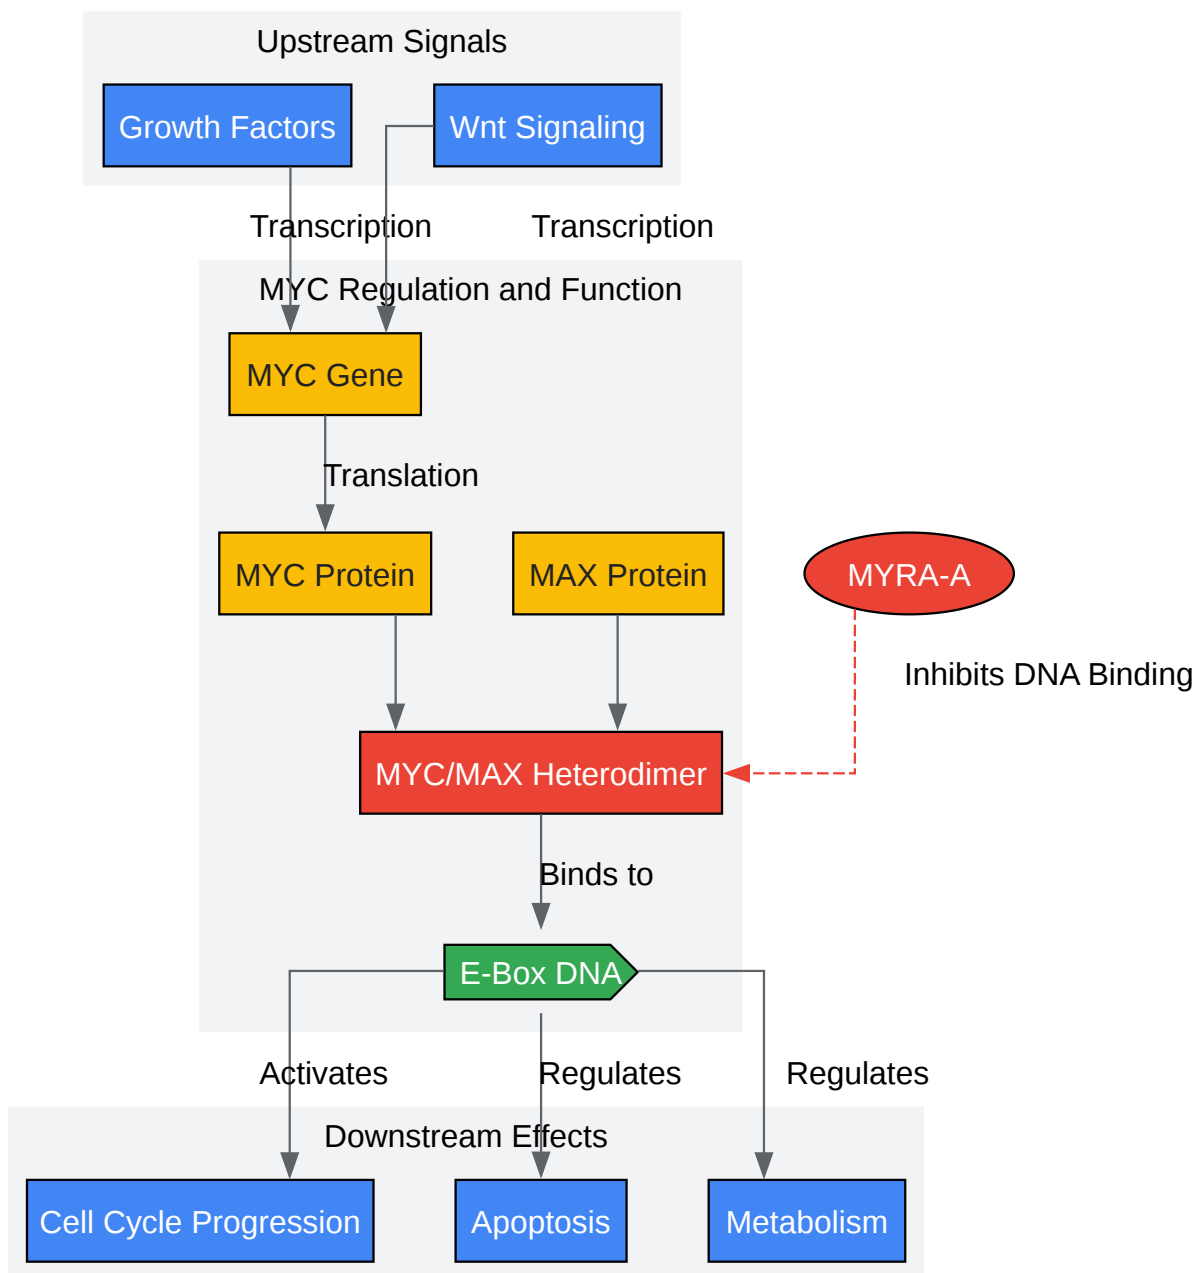 Upstream Signals
Growth Factors
Wnt Signaling
Transcription
Transcription
MYC Regulation and Function
MYC Gene
Translation
MYC Protein
MAX Protein
MYRA-A
Inhibits DNA Binding
MYC/MAX Heterodimer
Binds to
E-Box DNA
Activates
Regulates
Regulates
Downstream Effects
Cell Cycle Progression
Apoptosis
Metabolism